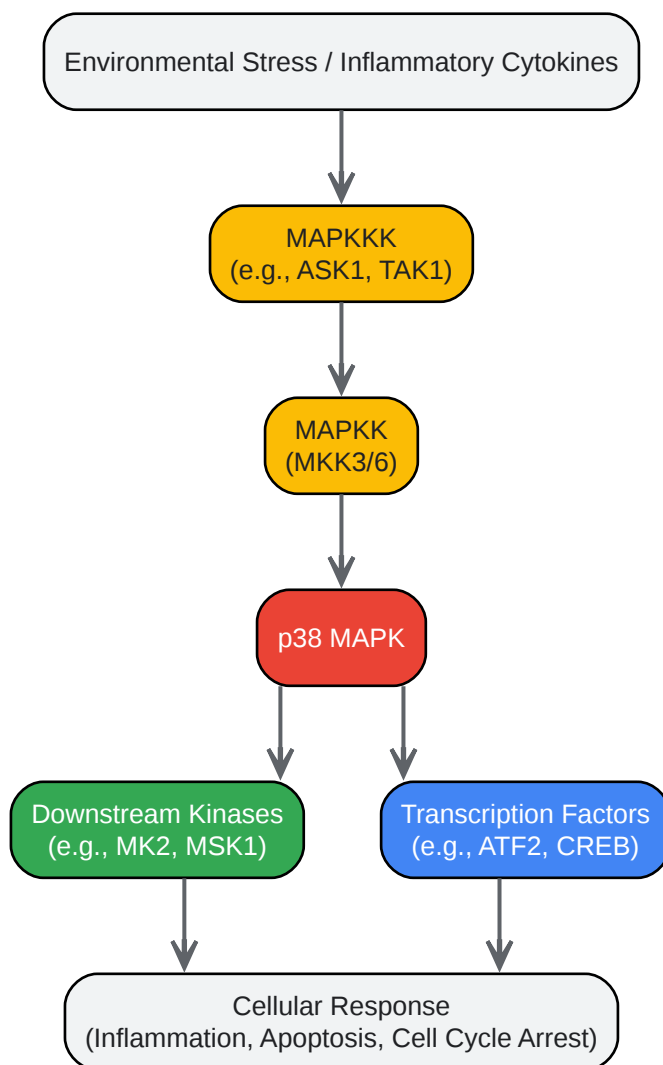 Environmental Stress / Inflammatory Cytokines
MAPKKK
(e.g., ASK1, TAK1)
MAPKK
(MKK3/6)
p38 MAPK
Downstream Kinases
(e.g., MK2, MSK1)
Transcription Factors
(e.g., ATF2, CREB)
Cellular Response
(Inflammation, Apoptosis, Cell Cycle Arrest)